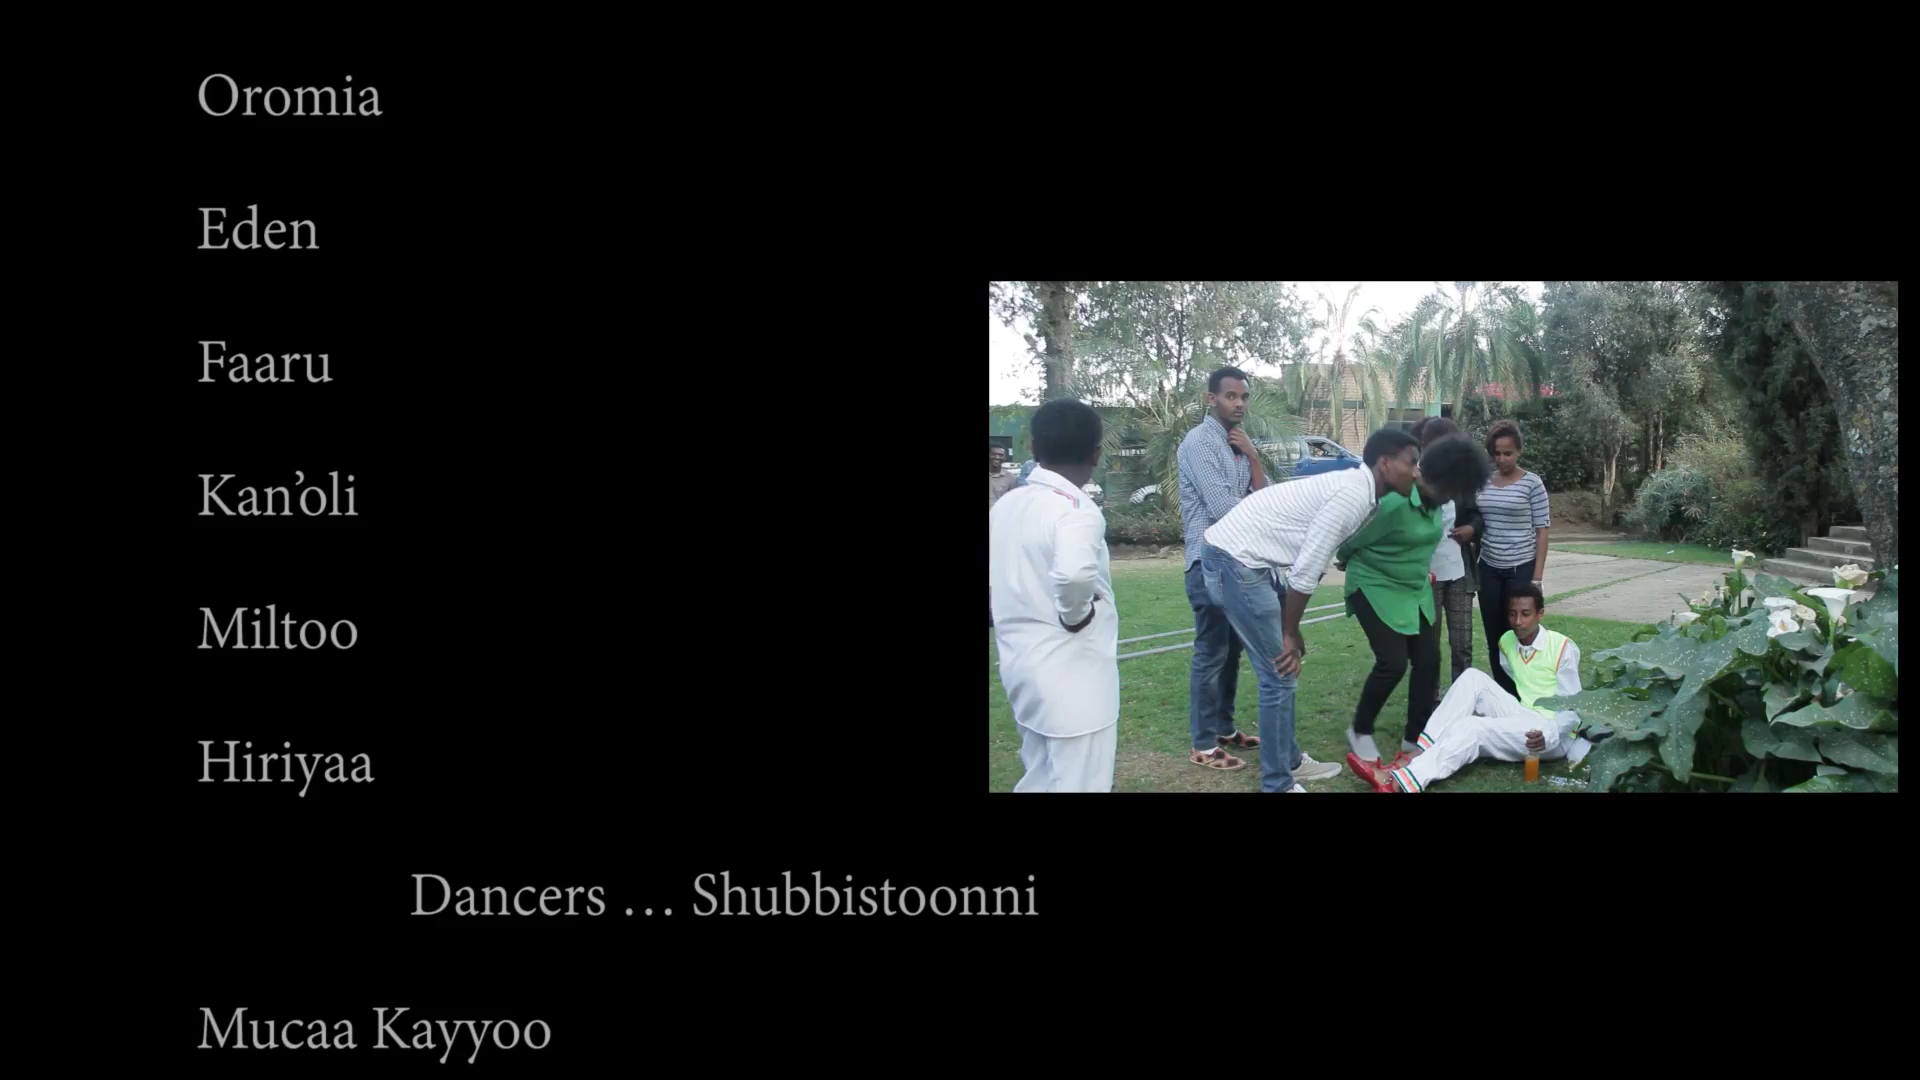 Oromia
Eden
Faaru
Kan’oli
Miltoo
Hiriyaa
Dancers … Shubbistoonni
Mucaa Kayyoo